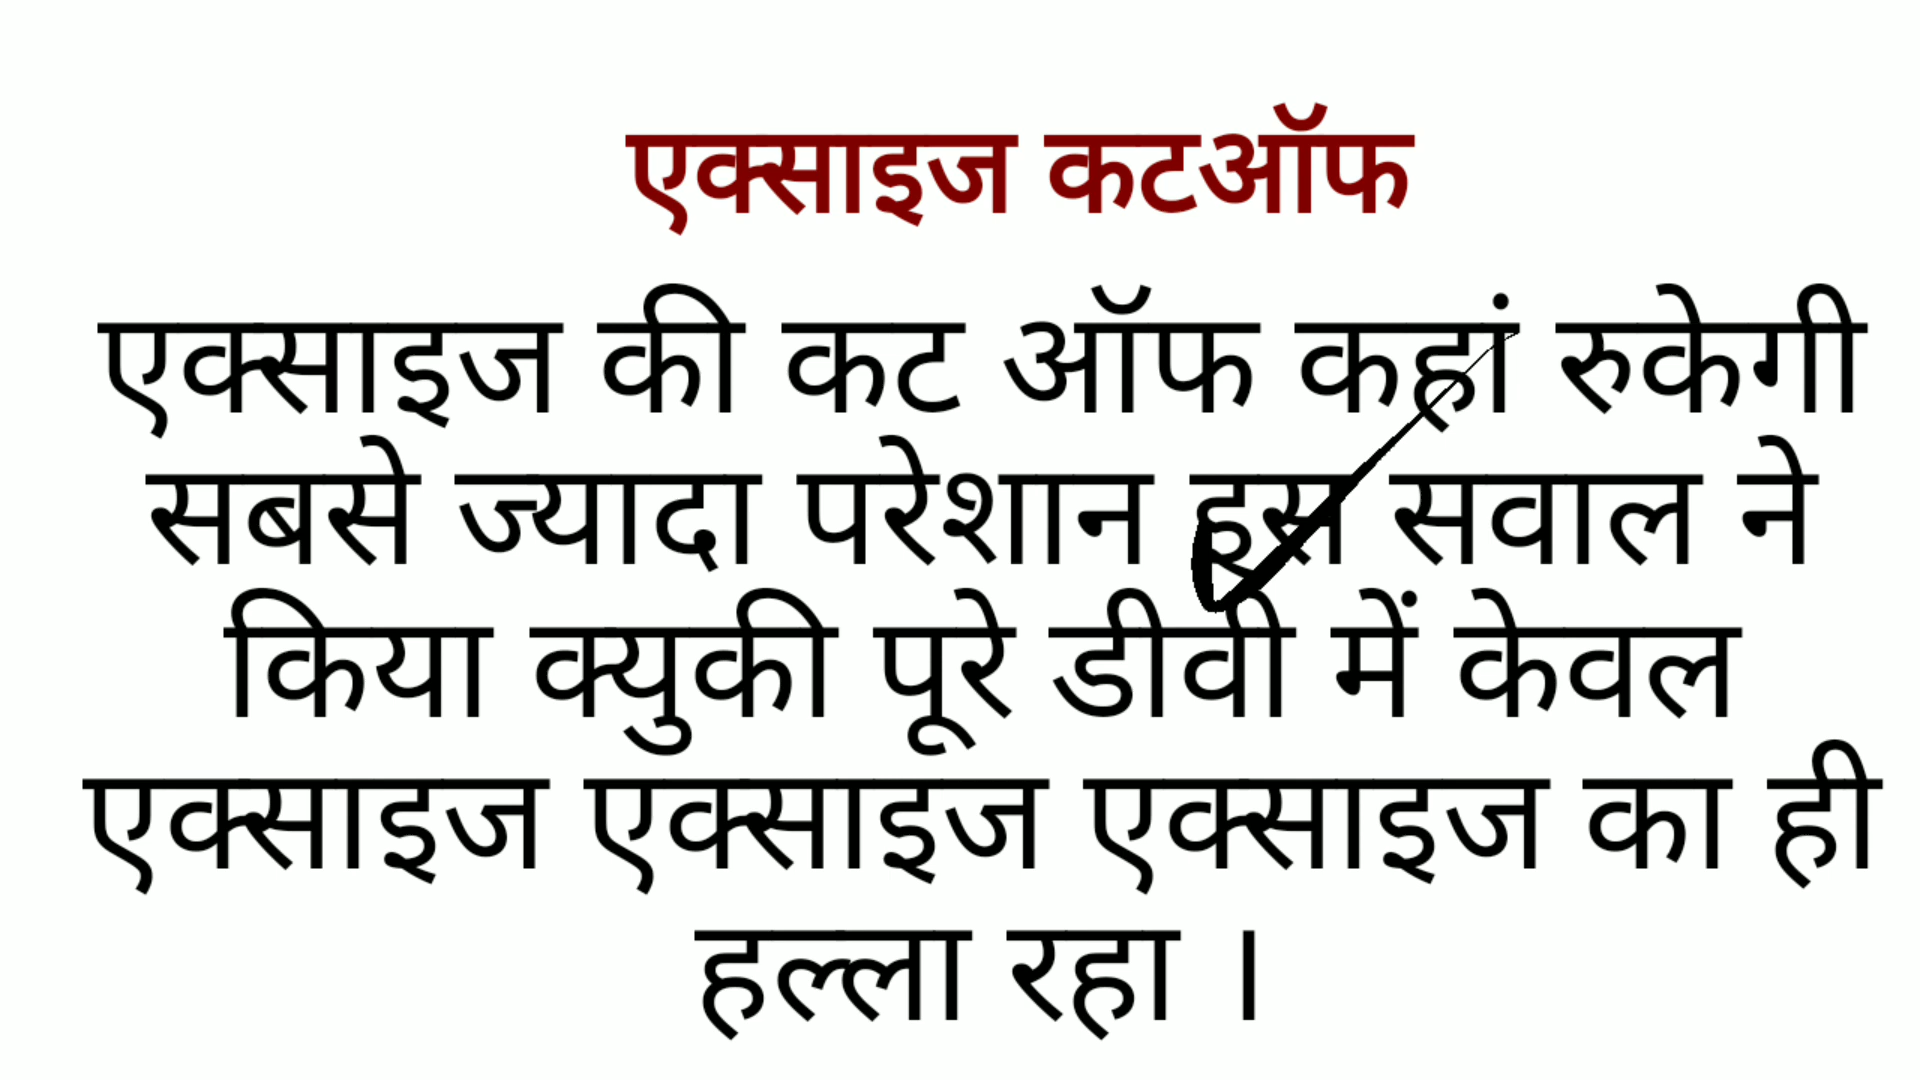 एक्साइज कटऑफ
एक्साइज की कट ऑफ कहां रुकेगी
सबसे ज्यादा परेशान इस सवाल ने
किया क्युकी पूरे डीवी में केवल
एक्साइज एक्साइज एक्साइज का ही
हल्ला रहा ।